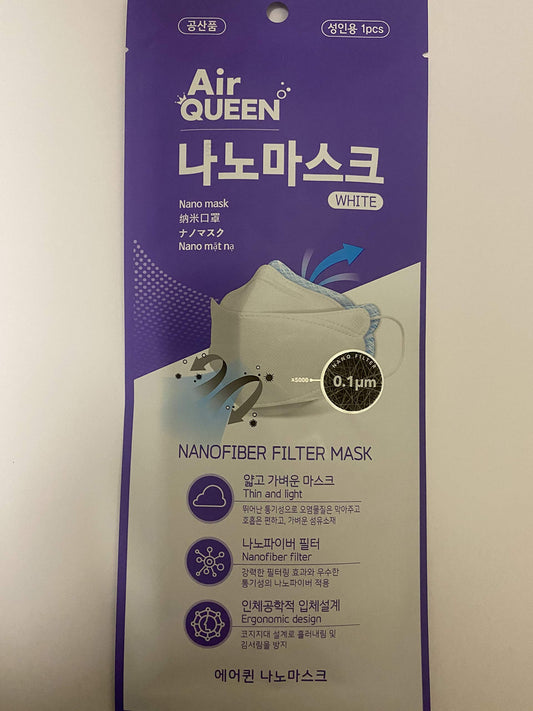 공산품
성인용 1pcs
Air
QUEEN
나노마스크
WHITE
Nano mask
纳米口罩
ナノマスク
Nano mặt nạ
NANO FILTER
x5000
0.1μm
NANOFIBER FILTER MASK
얇고 가벼운 마스크
Thin and light
뛰어난 통기성으로 오염물질은 막아주고
호흡은 편하고, 가벼운 섬유소재
나노파이버 필터
Nanofiber filter
강력한 필터링 효과와 우수한
통기성의 나노파이버 적용
인체공학적 입체설계
Ergonomic design
코지지대 설계로 흘러내림 및
김서림을 방지
에어퀸 나노마스크